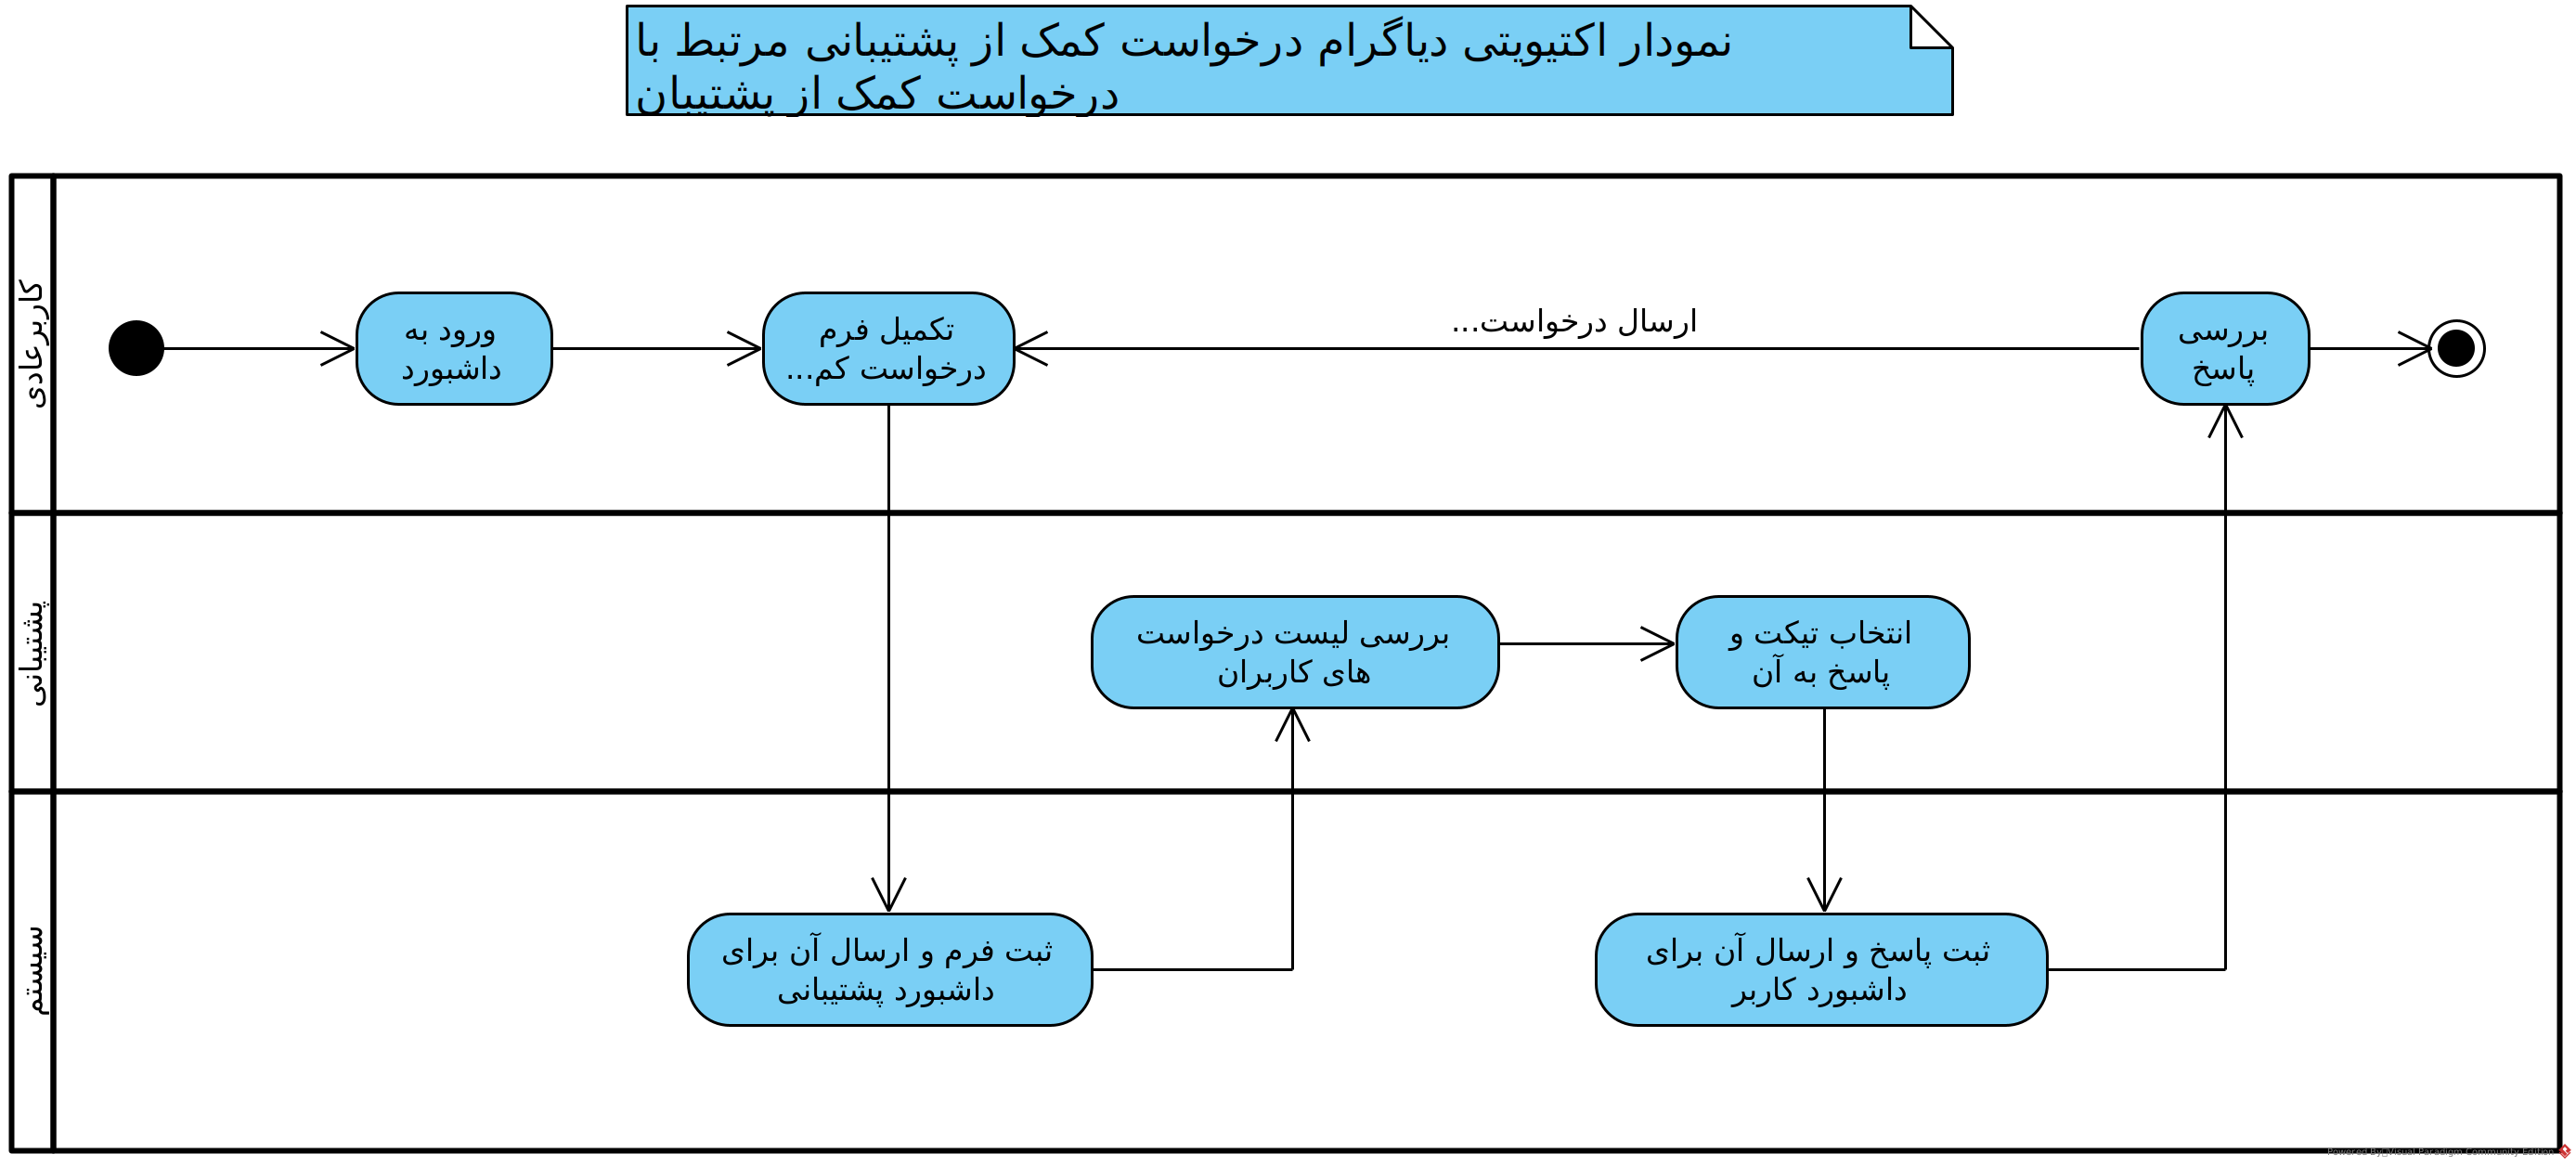 نمودار اکتیویتی دیاگرام درخواست کمک از پشتیبانی مرتبط با
درخواست کمک از پشتیبان
کاربرعادی
ورود به
داشبورد
تکمیل فرم
درخواست کم...
ارسال درخواست...
بررسی
پاسخ
پشتیبانی
بررسی لیست درخواست
های کاربران
انتخاب تیکت و
پاسخ به آن
سیستم
ثبت فرم و ارسال آن برای
داشبورد پشتیبانی
ثبت پاسخ و ارسال آن برای
داشبورد کاربر
Powered By Visual Paradigm Community Edition